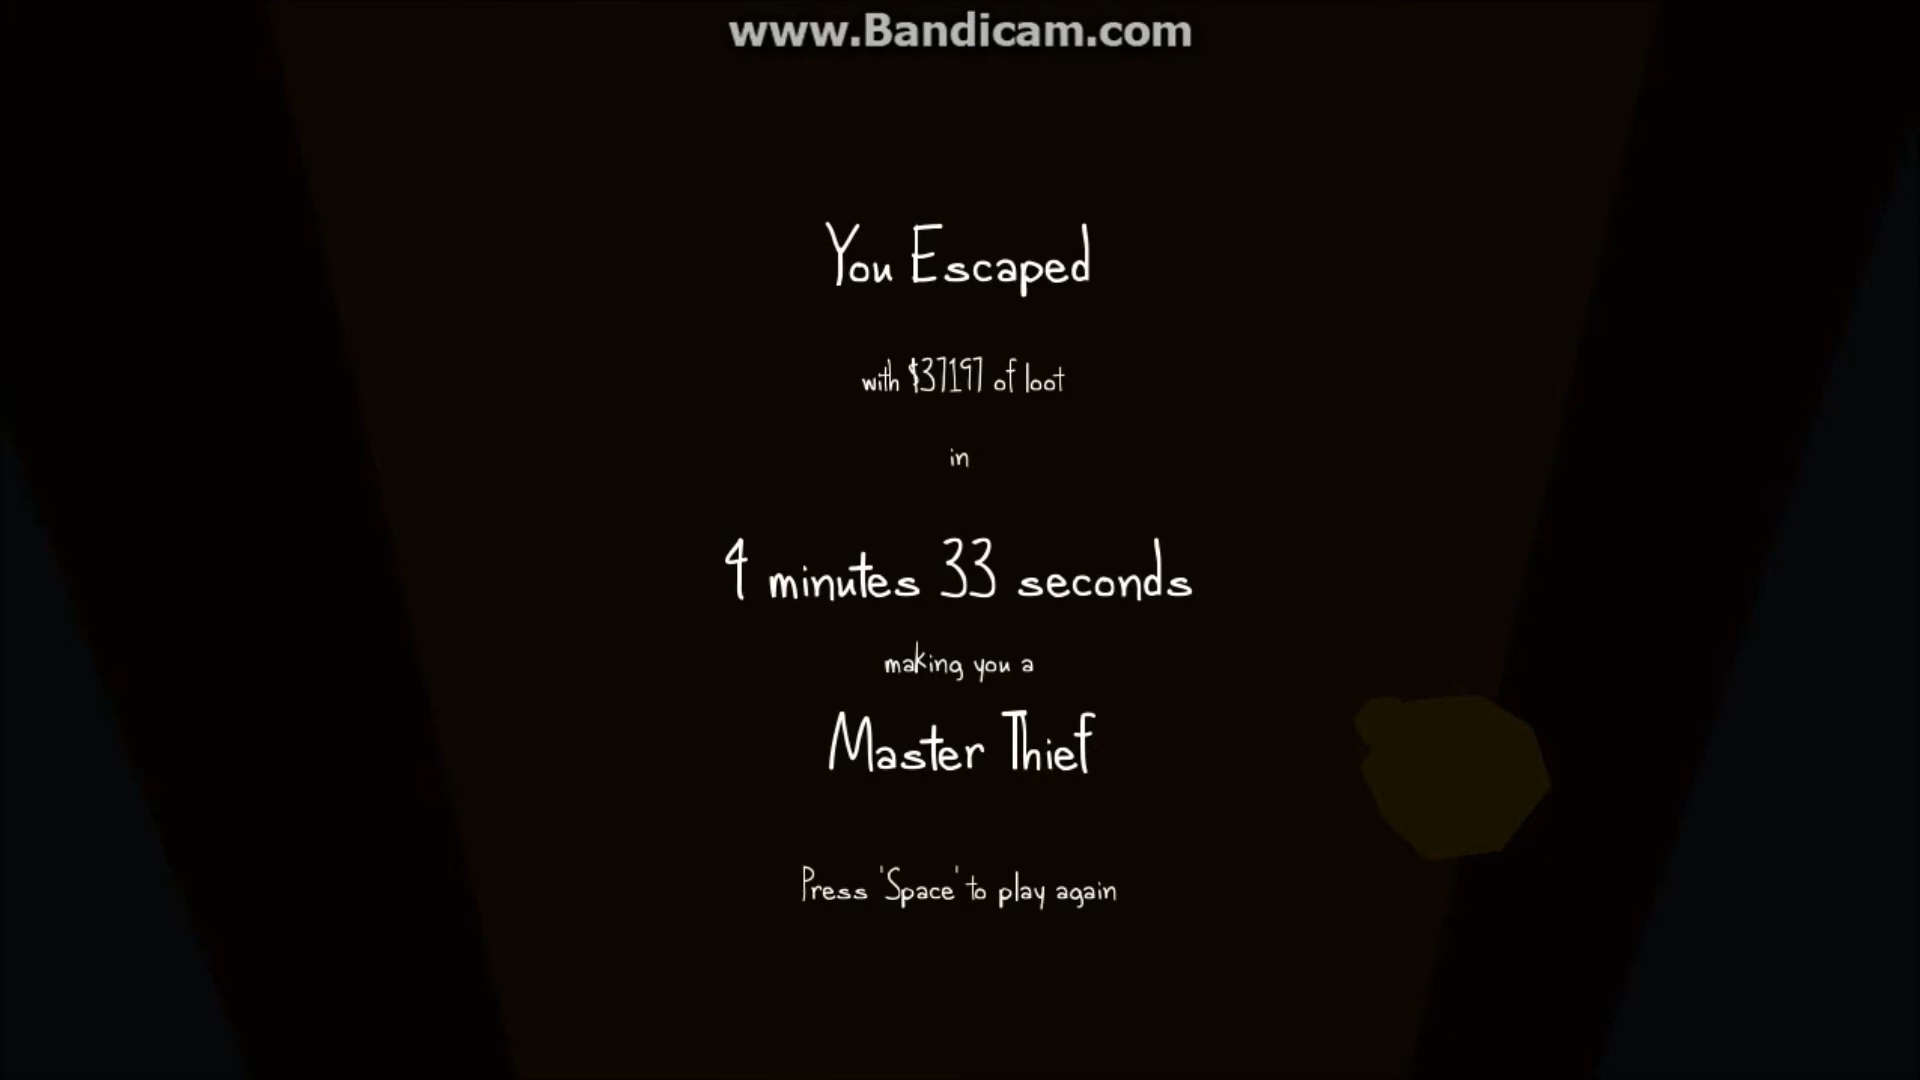 www.Bandicam.com
You Escaped
with $37197 of loot
in
4 minutes 33 seconds
making you a
Master Thief
Press 'Space' to play again